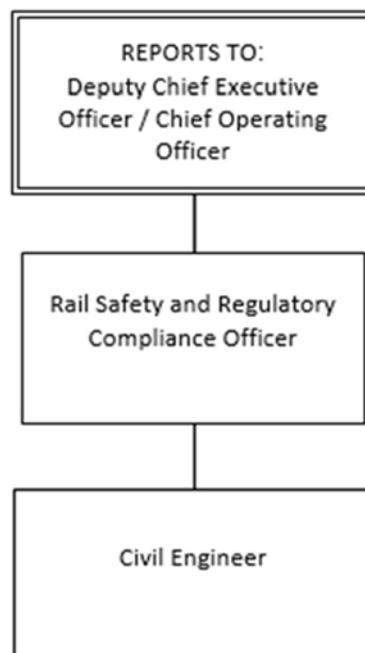 REPORTS TO:
Deputy Chief Executive
Officer / Chief Operating
Officer
Rail Safety and Regulatory
Compliance Officer
Civil Engineer